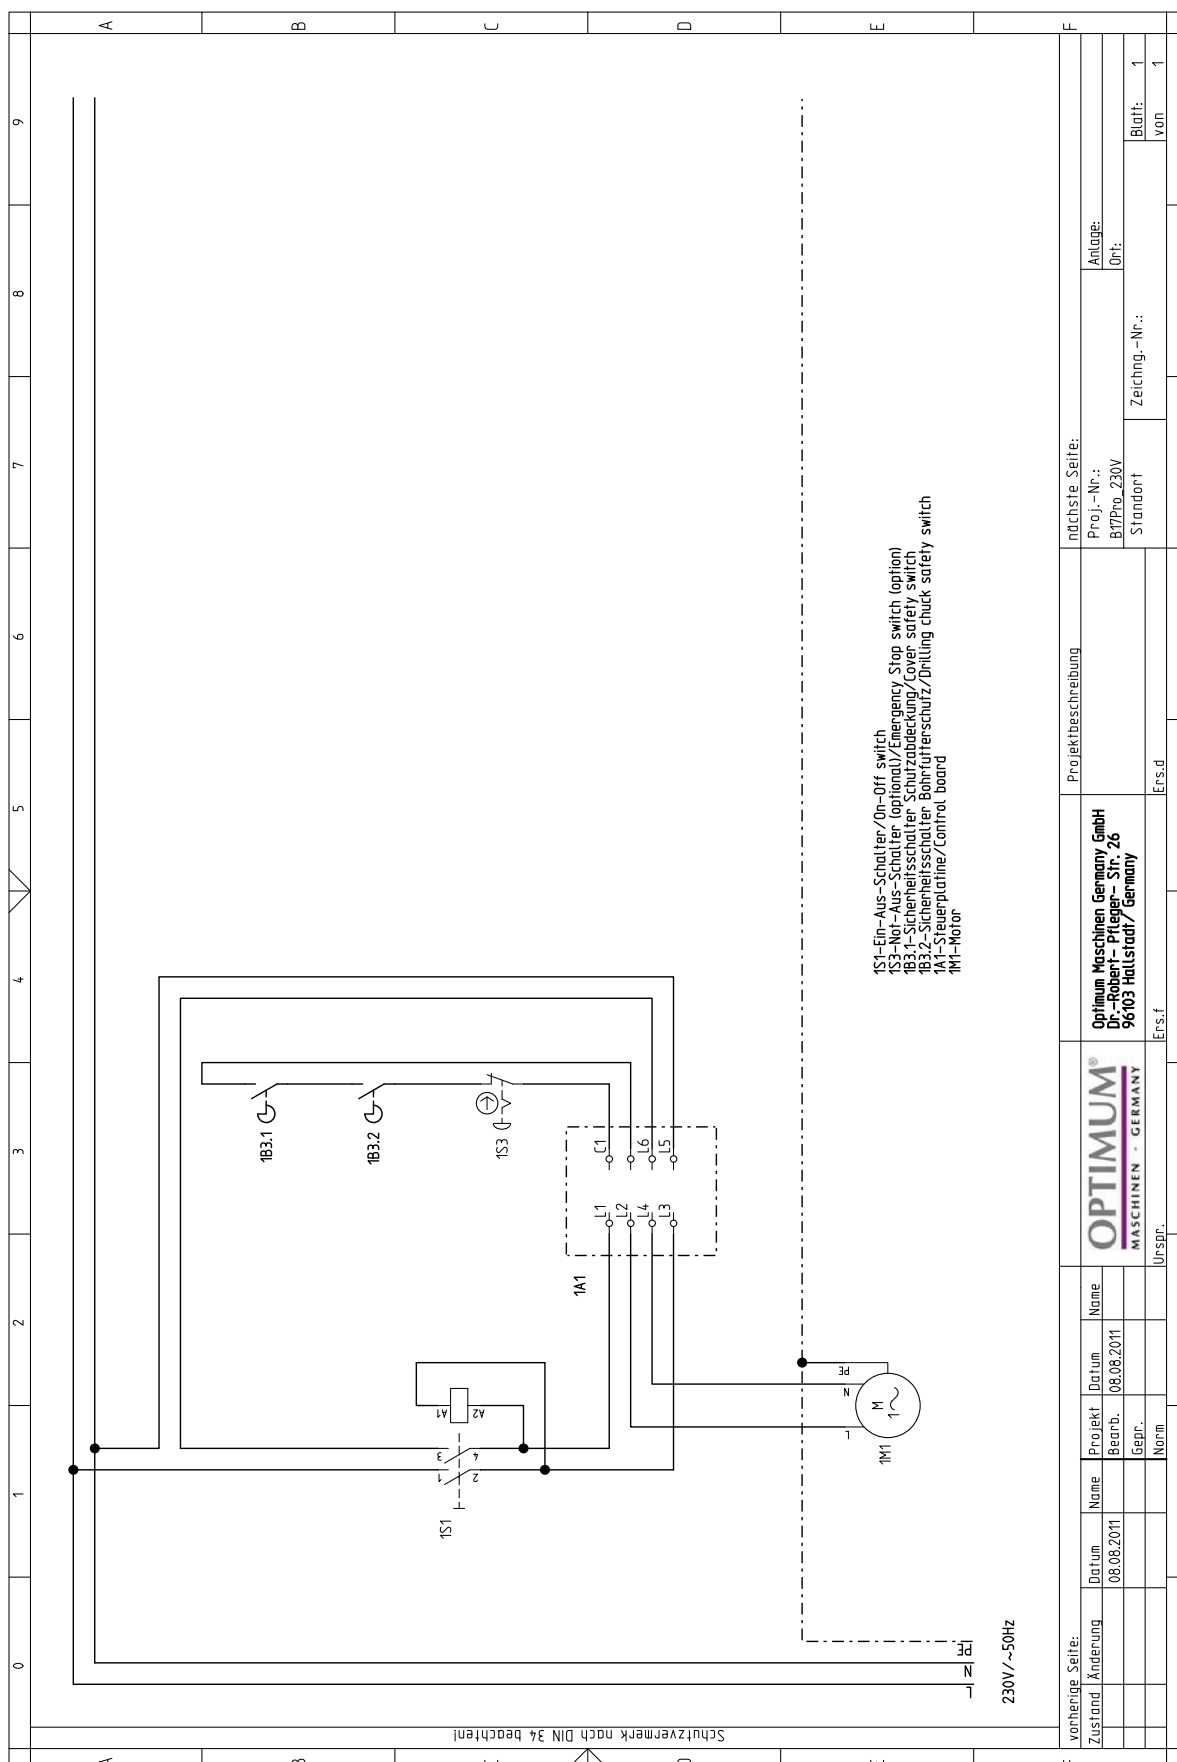 0
1
2
3
4
5
6
7
8
9
A
B
C
D
E
F
A
Schutzvermerk nach DIN 34 beachten!
L
N
PE
230V/~50Hz
1S1
1
3
2
4
A1
A2
1B3.1
1B3.2
1S3
1A1
L1
L2
L4
L3
C1
L6
L5
L
N
PE
M
1~
1M1
1S1-Ein-Aus-Schalter/On-Off switch
1S3-Not-Aus-Schalter (optional)/Emergency Stop switch (option)
1B3.1-Sicherheitsschalter Schutzabdeckung/Cover safety switch
1B3.2-Sicherheitsschalter Bohrfutterschutz/Drilling chuck safety switch
1A1-Steuerplatine/Control board
1M1-Motor
vorherige Seite:
Projektbeschreibung
nächste Seite:
Zustand Änderung Datum Name Projekt Datum Name
08.08.2011 Bearb. 08.08.2011
Gepr.
Norm
Urspr.
Ers.f
Ers.d
OPTIMUM®
MASCHINEN - GERMANY
Optimum Maschinen Germany GmbH
Dr.-Robert- Pfleger- Str. 26
96103 Hallstadt/ Germany
Proj.-Nr.:
B17Pro_230V
Anlage:
Ort:
Standort
Zeichng.-Nr.:
Blatt: 1
von 1